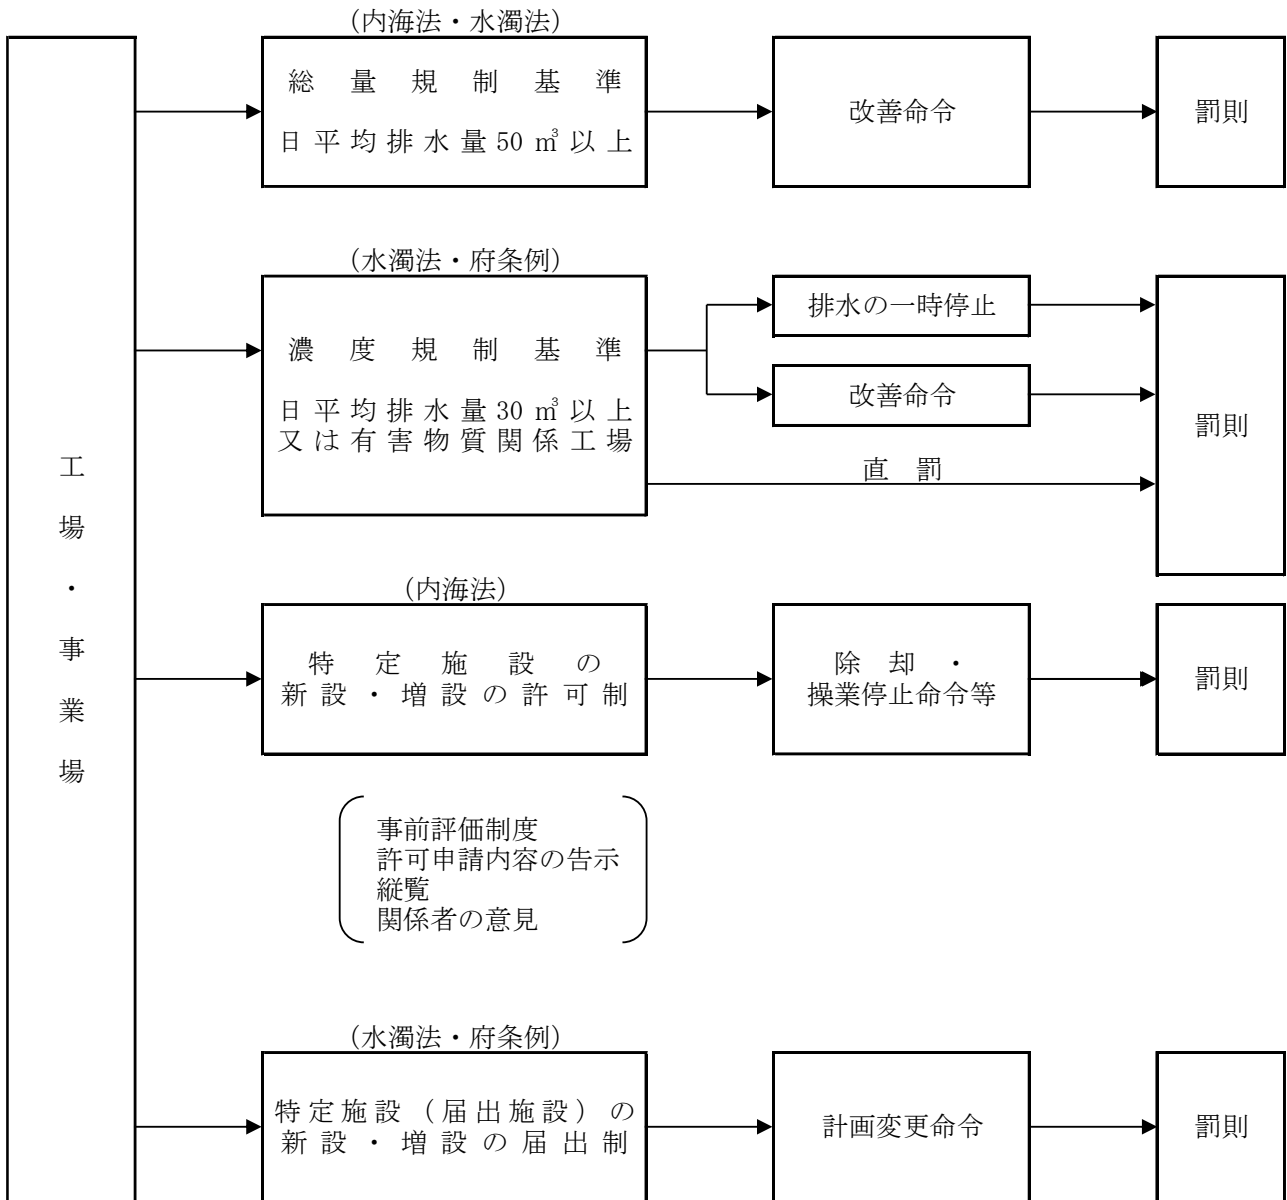 (内海法・水濁法)
総量規制基準
日平均排水量50㎥以上
改善命令
罰則
(水濁法・府条例)
濃度規制基準
日平均排水量30㎥以上
又は有害物質関係工場
排水の一時停止
改善命令
直罰
罰則
工場・事業場
(内海法)
特定施設の
新設・増設の許可制
除却・
操業停止命令等
罰則
事前評価制度
許可申請内容の告示
縦覧
関係者の意見
(水濁法・府条例)
特定施設(届出施設)の
新設・増設の届出制
計画変更命令
罰則